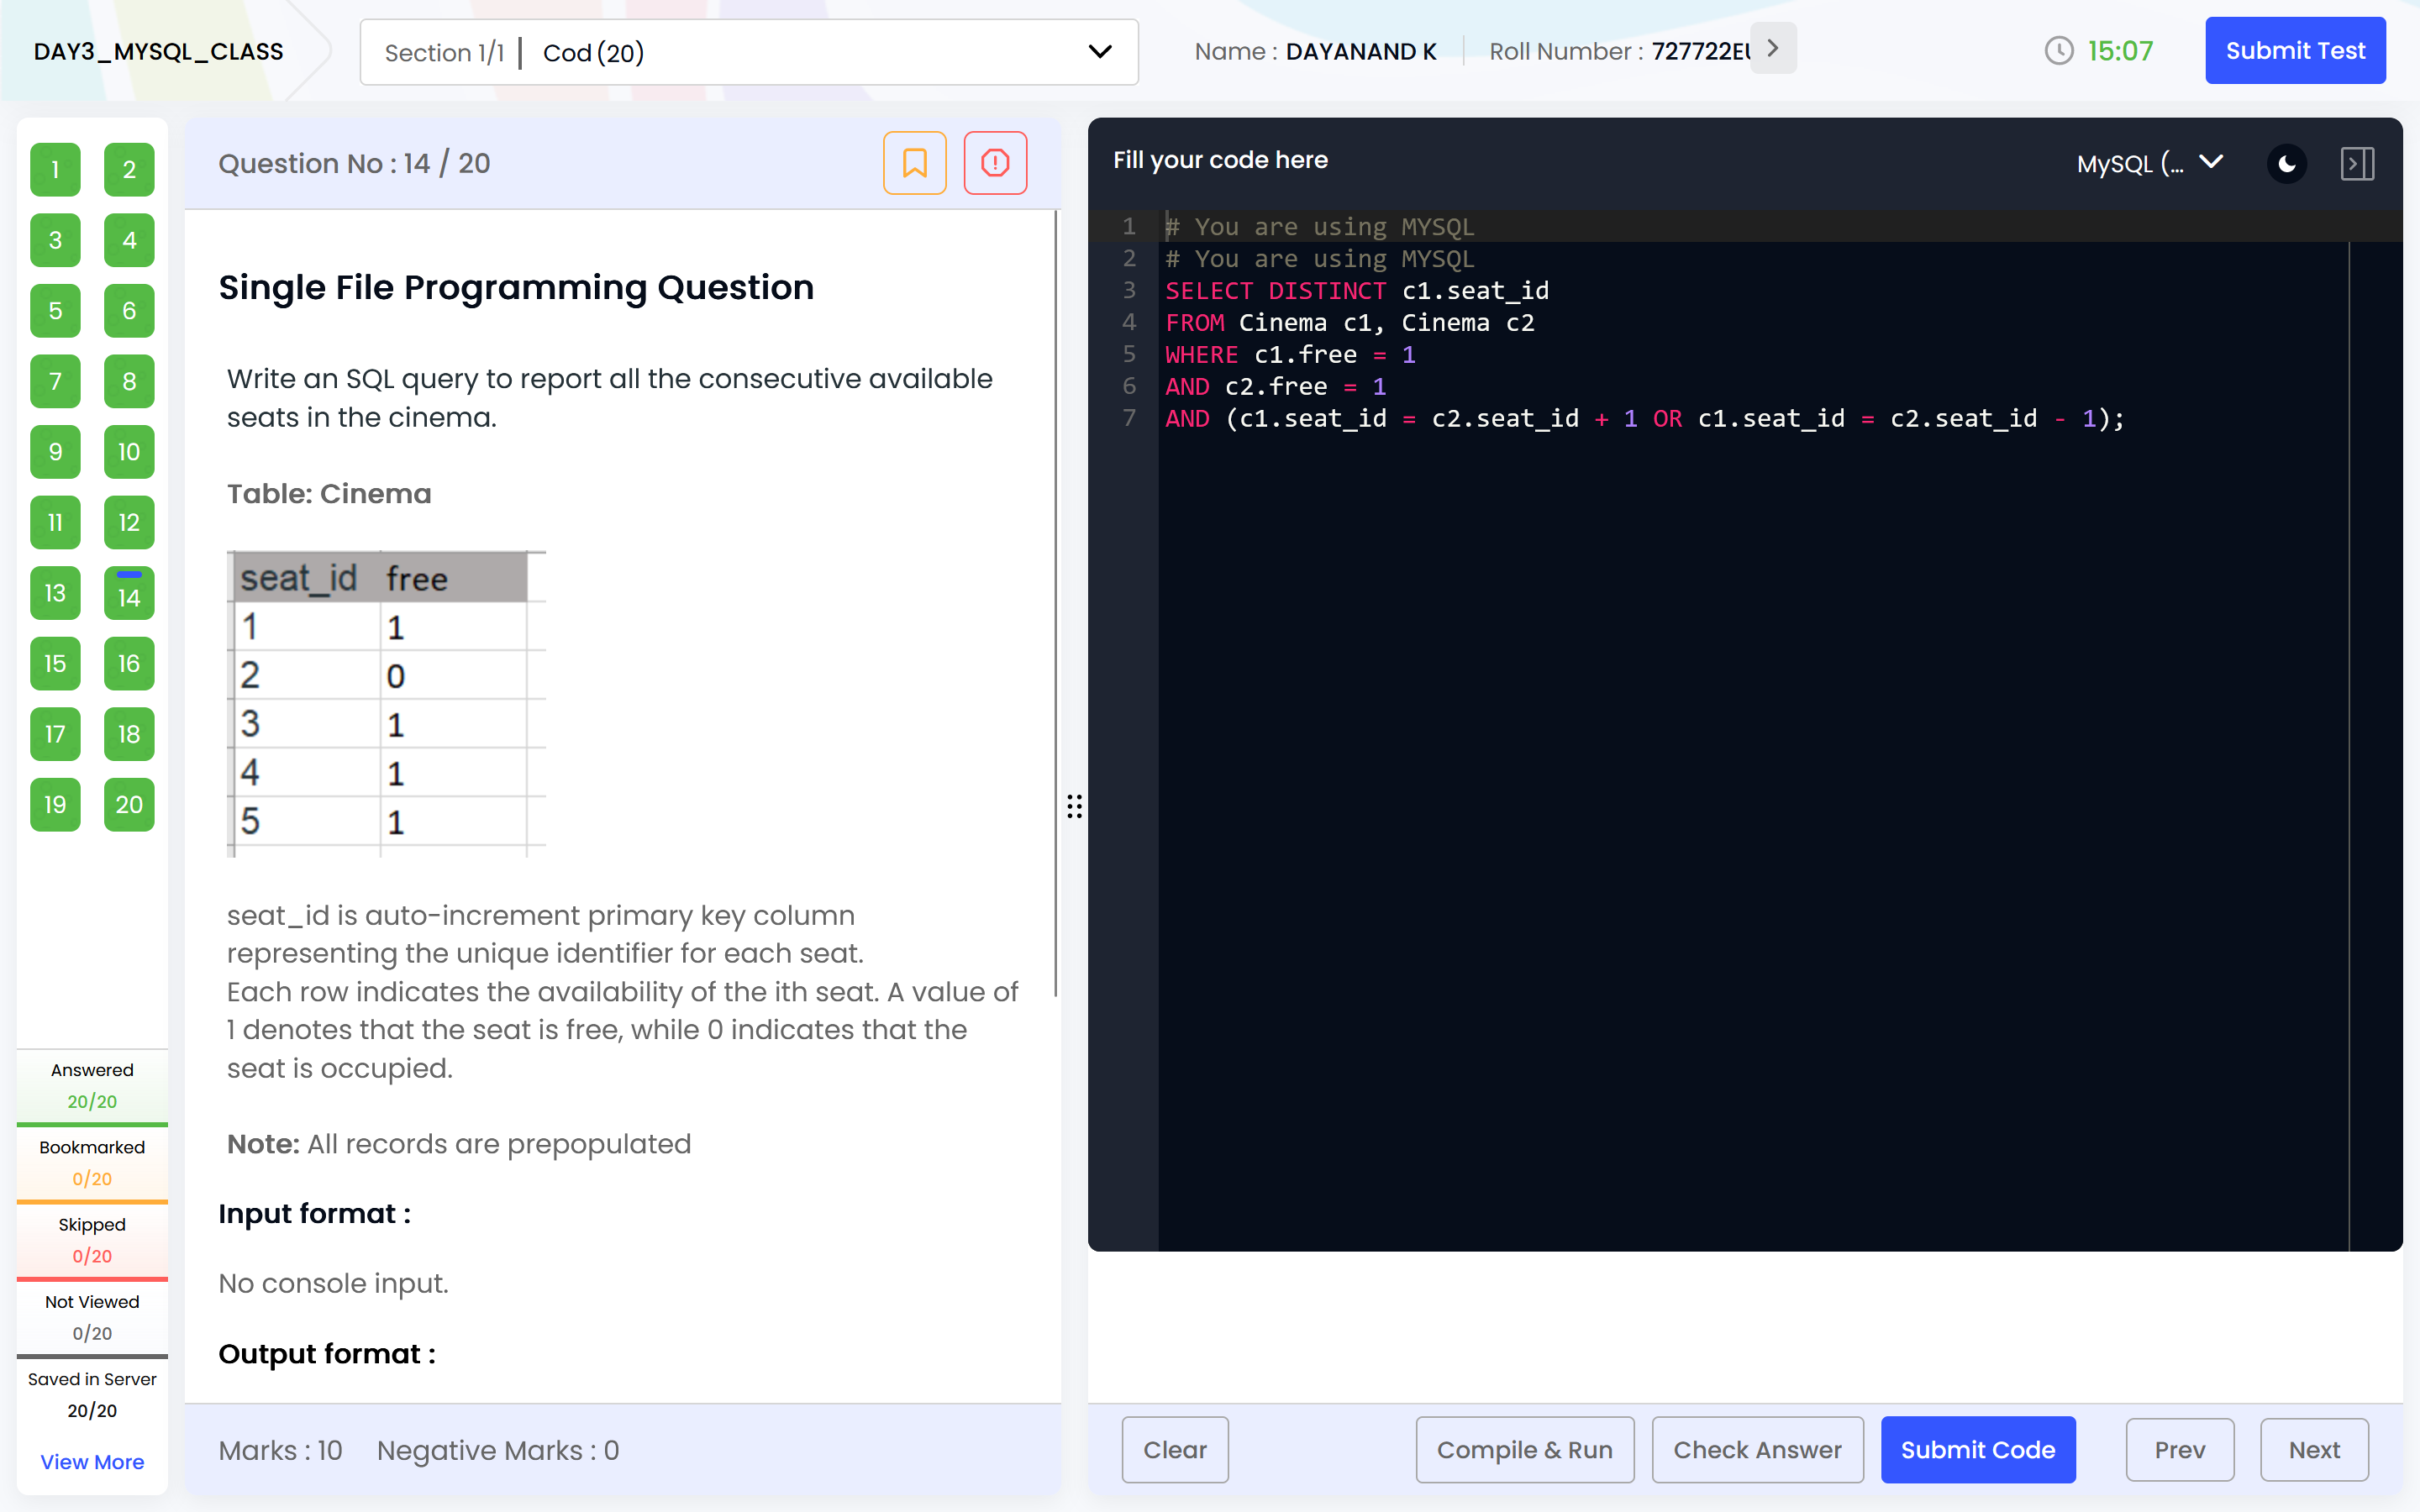 DAY3_MYSQL_CLASS
Section 1/1 | Cod (20)
Name : DAYANAND K
Roll Number : 727722EU
15:07
Submit Test
1 2
3 4
5 6
7 8
9 10
11 12
13 14
15 16
17 18
19 20
Answered
20/20
Bookmarked
0/20
Skipped
0/20
Not Viewed
0/20
Saved in Server
20/20
View More
Question No : 14 / 20
Single File Programming Question
Write an SQL query to report all the consecutive available
seats in the cinema.
Table: Cinema
seat_id free
1 1
2 0
3 1
4 1
5 1
seat_id is auto-increment primary key column
representing the unique identifier for each seat.
Each row indicates the availability of the ith seat. A value of
1 denotes that the seat is free, while 0 indicates that the
seat is occupied.
Note: All records are prepopulated
Input format :
No console input.
Output format :
Marks : 10 Negative Marks : 0
Fill your code here
MySQL (...
1 # You are using MYSQL
2 # You are using MYSQL
3 SELECT DISTINCT c1.seat_id
4 FROM Cinema c1, Cinema c2
5 WHERE c1.free = 1
6 AND c2.free = 1
7 AND (c1.seat_id = c2.seat_id + 1 OR c1.seat_id = c2.seat_id - 1);
Clear
Compile & Run
Check Answer
Submit Code
Prev
Next